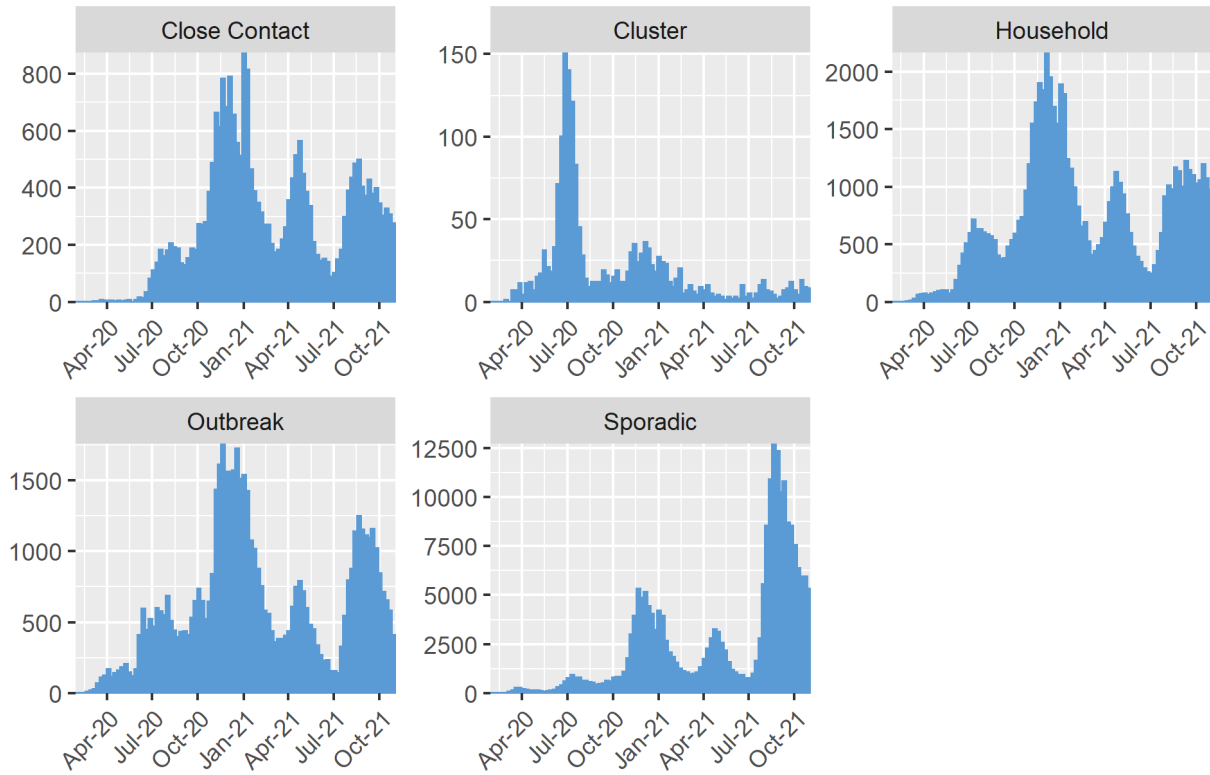 Close Contact
800
600
400
200
0
Apr-20
Jul-20
Oct-20
Jan-21
Apr-21
Jul-21
Oct-21
Cluster
150
100
50
0
Apr-20
Jul-20
Oct-20
Jan-21
Apr-21
Jul-21
Oct-21
Household
2000
1500
1000
500
0
Apr-20
Jul-20
Oct-20
Jan-21
Apr-21
Jul-21
Oct-21
Outbreak
1500
1000
500
0
Apr-20
Jul-20
Oct-20
Jan-21
Apr-21
Jul-21
Oct-21
Sporadic
12500
10000
7500
5000
2500
0
Apr-20
Jul-20
Oct-20
Jan-21
Apr-21
Jul-21
Oct-21